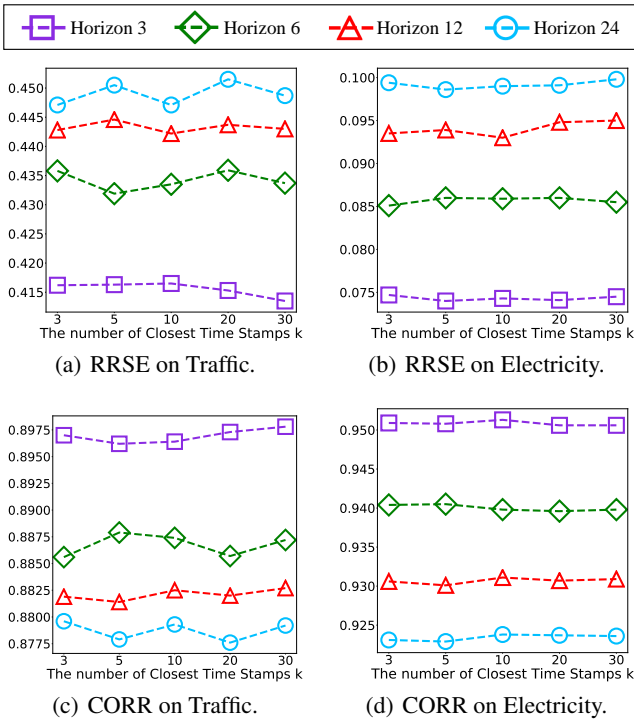 Horizon 3 Horizon 6 Horizon 12 Horizon 24
0.450
0.445
0.440
0.435
0.430
0.425
0.420
0.415
3 5 10 20 30
The number of Closest Time Stamps k
(a) RRSE on Traffic.
0.100
0.095
0.090
0.085
0.080
0.075
3 5 10 20 30
The number of Closest Time Stamps k
(b) RRSE on Electricity.
0.8975
0.8950
0.8925
0.8900
0.8875
0.8850
0.8825
0.8800
0.8775
3 5 10 20 30
The number of Closest Time Stamps k
(c) CORR on Traffic.
0.950
0.945
0.940
0.935
0.930
0.925
3 5 10 20 30
The number of Closest Time Stamps k
(d) CORR on Electricity.